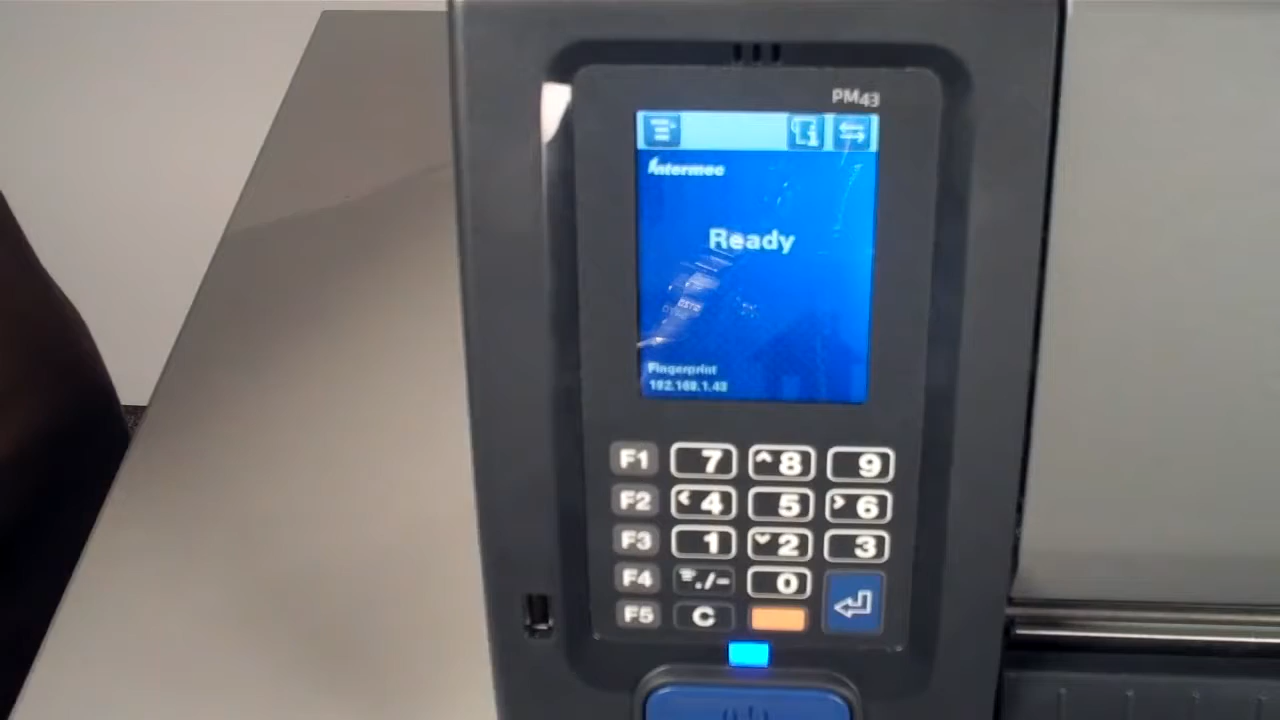 PM43
Intermec
Ready
Fingerprint
192.168.1.43
F1 7 ^8 9
F2 <4 5 >6
F3 1 ⌄2 3
F4 ./- 0
F5 C